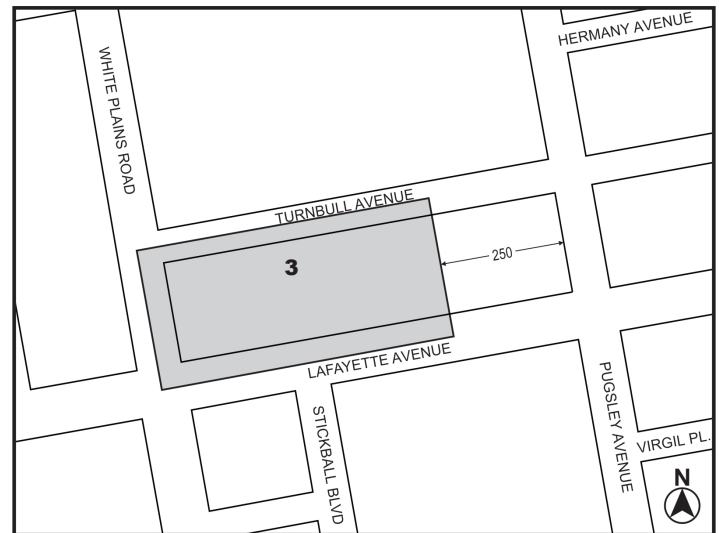 HERMANY AVENUE
WHITE PLAINS ROAD
TURNBULL AVENUE
250
3
LAFAYETTE AVENUE
STICKBALL BLVD
PUGSLEY AVENUE
VIRGIL PL.
N